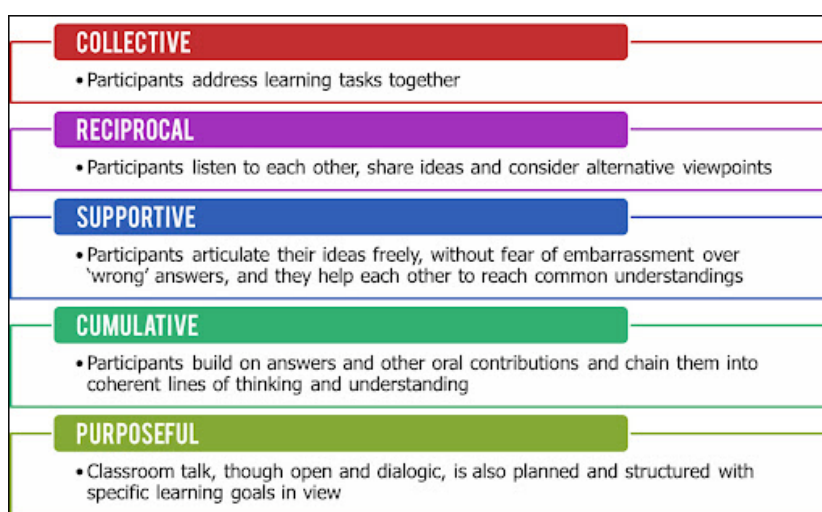 COLLECTIVE
• Participants address learning tasks together
RECIPROCAL
• Participants listen to each other, share ideas and consider alternative viewpoints
SUPPORTIVE
• Participants articulate their ideas freely, without fear of embarrassment over
‘wrong’ answers, and they help each other to reach common understandings
CUMULATIVE
• Participants build on answers and other oral contributions and chain them into
coherent lines of thinking and understanding
PURPOSEFUL
• Classroom talk, though open and dialogic, is also planned and structured with
specific learning goals in view